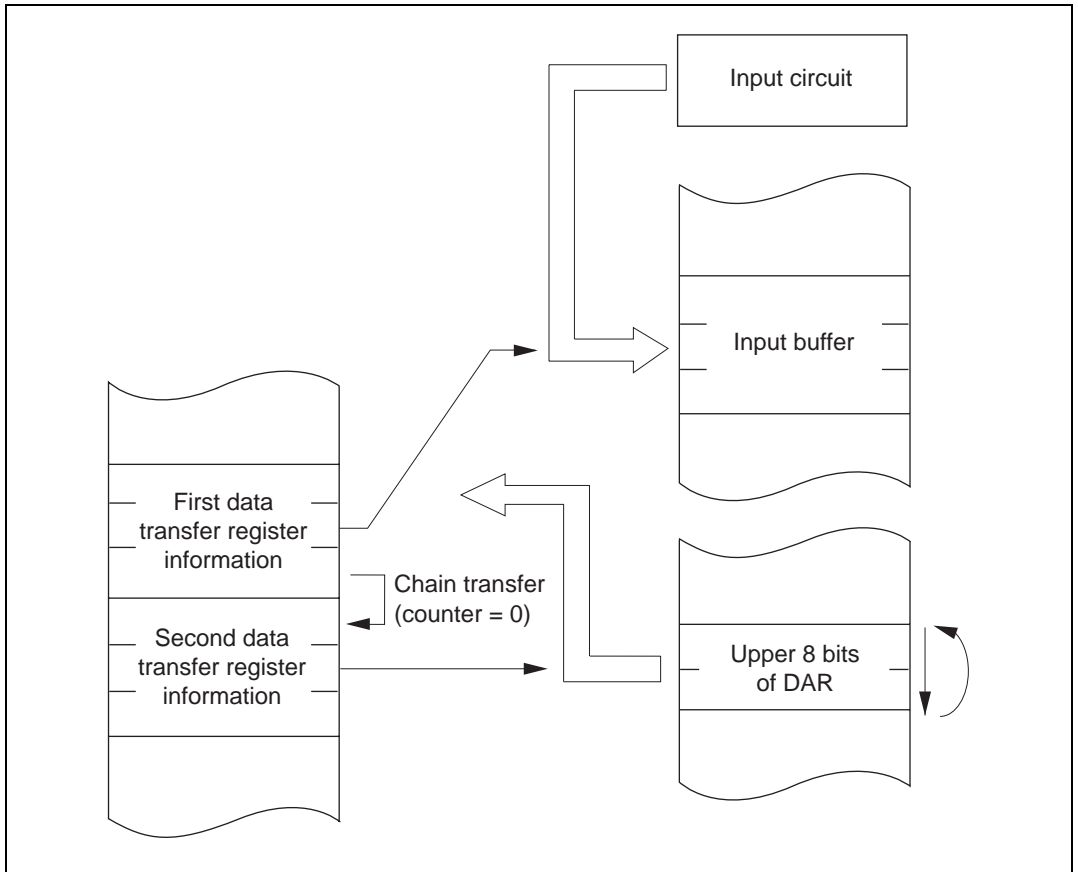 Input circuit
Input buffer
First data
transfer register
information
Chain transfer
(counter = 0)
Second data
transfer register
information
Upper 8 bits
of DAR